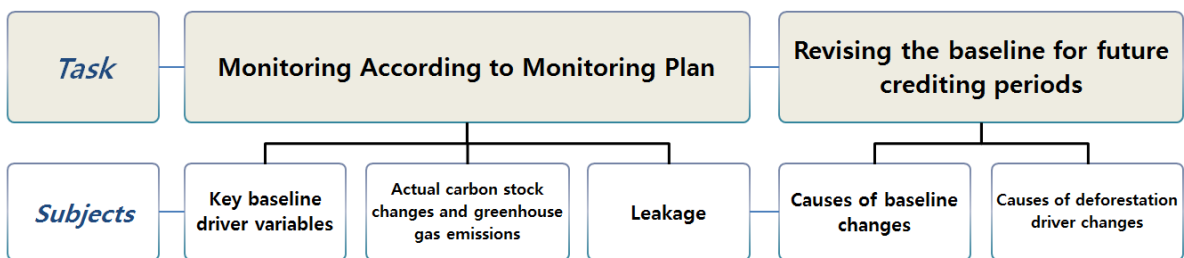 Task
Monitoring According to Monitoring Plan
Revising the baseline for future
crediting periods
Subjects
Key baseline
driver variables
Actual carbon stock
changes and greenhouse
gas emissions
Leakage
Causes of baseline
changes
Causes of deforestation
driver changes